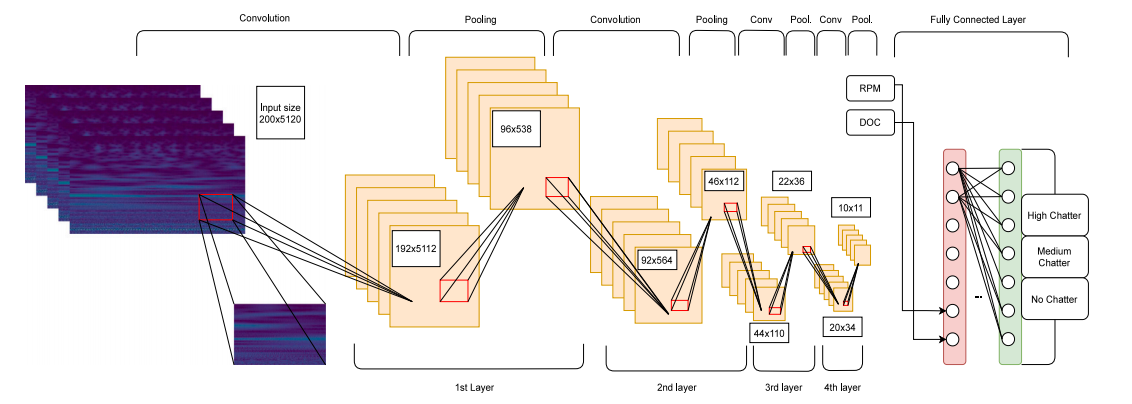 Convolution
Pooling
Convolution
Pooling
Conv
Pool.
Conv
Pool.
Fully Connected Layer
Input size
200x5120
192x5112
96x538
92x564
46x112
44x110
22x36
20x34
10x11
RPM
DOC
...
High Chatter
Medium
Chatter
No Chatter
1st Layer
2nd layer
3rd layer
4th layer